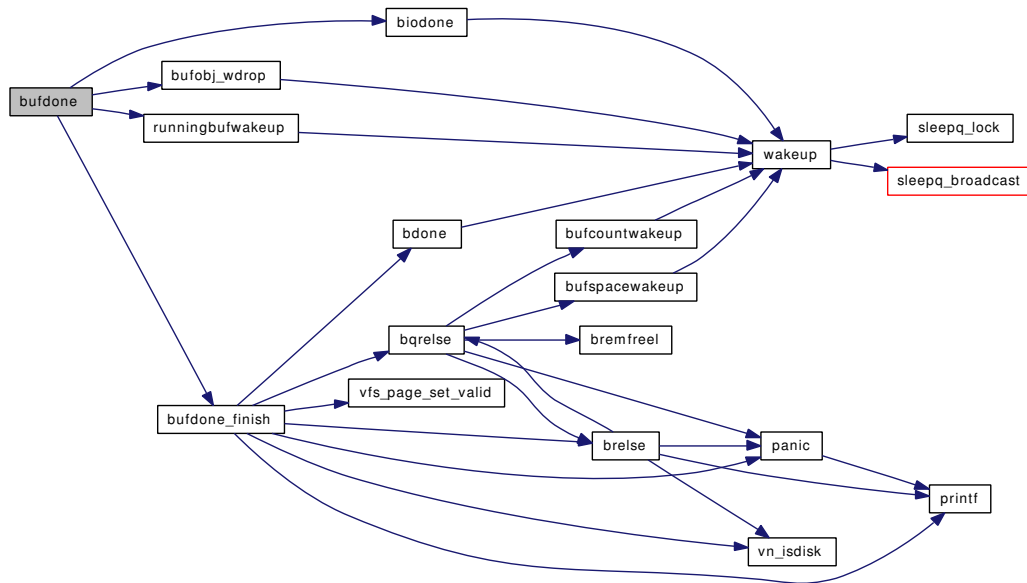 biodone
bufobj_wdrop
bufdone
runningbufwakeup
sleepq_lock
wakeup
sleepq_broadcast
bdone
bufcountwakeup
bufspacewakeup
bqrelse
bremfreel
vfs_page_set_valid
bufdone_finish
brelse
panic
printf
vn_isdisk